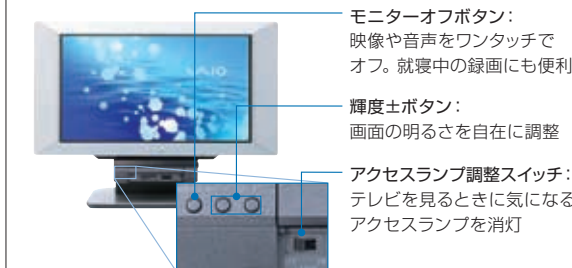 モニターオフボタン：
映像や音声をワンタッチで
オフ。就寝中の録画にも便利
VAIO
輝度±ボタン：
画面の明るさを自在に調整
アクセスランプ調整スイッチ：
テレビを見るときに気になる
アクセスランプを消灯